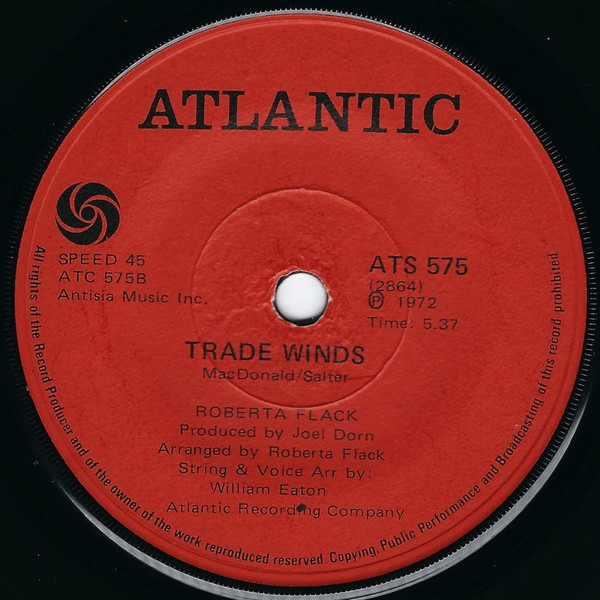 ATLANTIC
SPEED 45
ATC 575B
Antisia Music Inc.
ATS 575
(2864)
Ⓟ 1972
Time: 5.37
TRADE WINDS
MacDonald/Salter
ROBERTA FLACK
Produced by Joel Dorn
Arranged by Roberta Flack
String & Voice Arr by:
William Eaton
Atlantic Recording Company
All rights of the Record Producer and of the owner of the work reproduced reserved. Copying, Public Performance and Broadcasting of this record prohibited